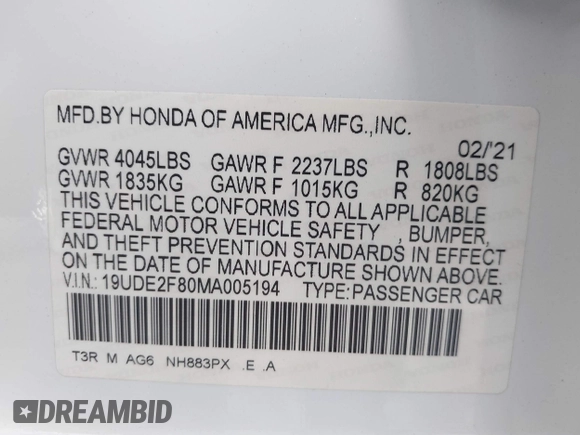 MFD.BY HONDA OF AMERICA MFG.,INC.
02/'21
GVWR 4045LBS GAWR F 2237LBS R 1808LBS
GVWR 1835KG GAWR F 1015KG R 820KG
THIS VEHICLE CONFORMS TO ALL APPLICABLE
FEDERAL MOTOR VEHICLE SAFETY , BUMPER,
AND THEFT PREVENTION STANDARDS IN EFFECT
ON THE DATE OF MANUFACTURE SHOWN ABOVE.
V.I.N.: 19UDE2F80MA005194 TYPE:PASSENGER CAR
T3R M AG6 NH883PX .E .A
DREAMBID